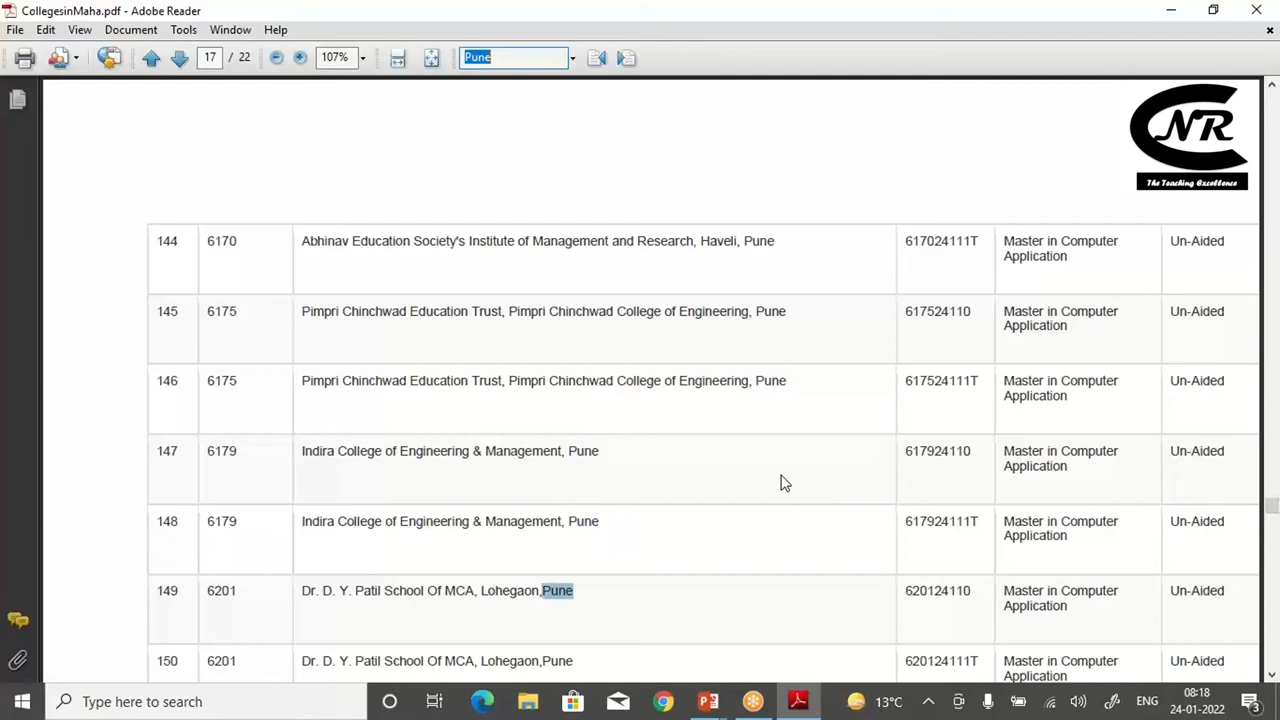 CollegesinMaha.pdf - Adobe Reader
File Edit View Document Tools Window Help
17 / 22 107% Pune
CNR
The Teaching Excellence
144 6170 Abhinav Education Society's Institute of Management and Research, Haveli, Pune 617024111T Master in Computer Un-Aided
Application
145 6175 Pimpri Chinchwad Education Trust, Pimpri Chinchwad College of Engineering, Pune 617524110 Master in Computer Un-Aided
Application
146 6175 Pimpri Chinchwad Education Trust, Pimpri Chinchwad College of Engineering, Pune 617524111T Master in Computer Un-Aided
Application
147 6179 Indira College of Engineering & Management, Pune 617924110 Master in Computer Un-Aided
Application
148 6179 Indira College of Engineering & Management, Pune 617924111T Master in Computer Un-Aided
Application
149 6201 Dr. D. Y. Patil School Of MCA, Lohegaon,Pune 620124110 Master in Computer Un-Aided
Application
150 6201 Dr. D. Y. Patil School Of MCA, Lohegaon,Pune 620124111T Master in Computer Un-Aided
Application
Type here to search 13°C ENG 08:18
24-01-2022 3